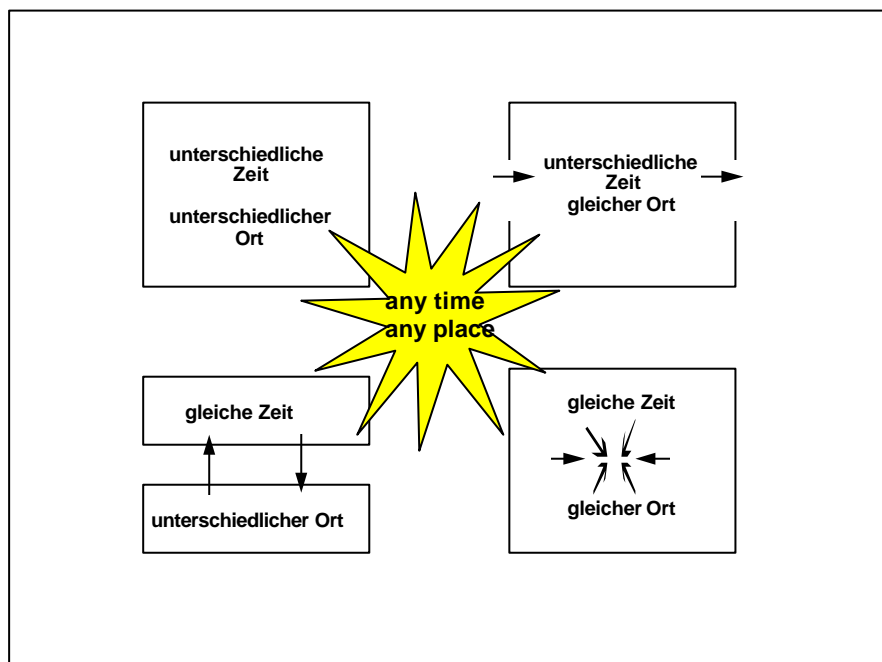 unterschiedliche
Zeit
unterschiedlicher
Ort
unterschiedliche
Zeit
gleicher Ort
any time
any place
gleiche Zeit
unterschiedlicher Ort
gleiche Zeit
gleicher Ort